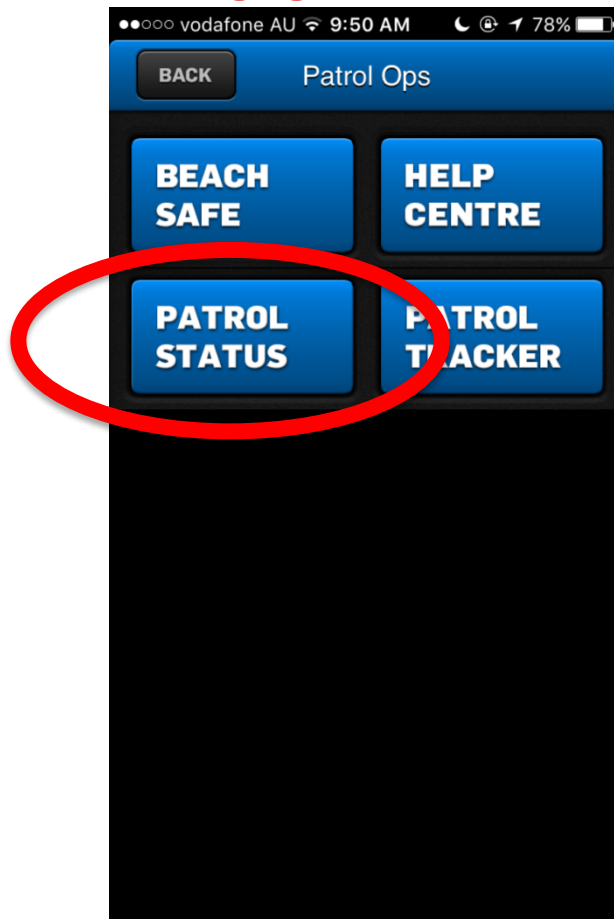 vodafone AU 9:50 AM 78%
BACK Patrol Ops
BEACH
SAFE
HELP
CENTRE
PATROL
STATUS
PATROL
TRACKER